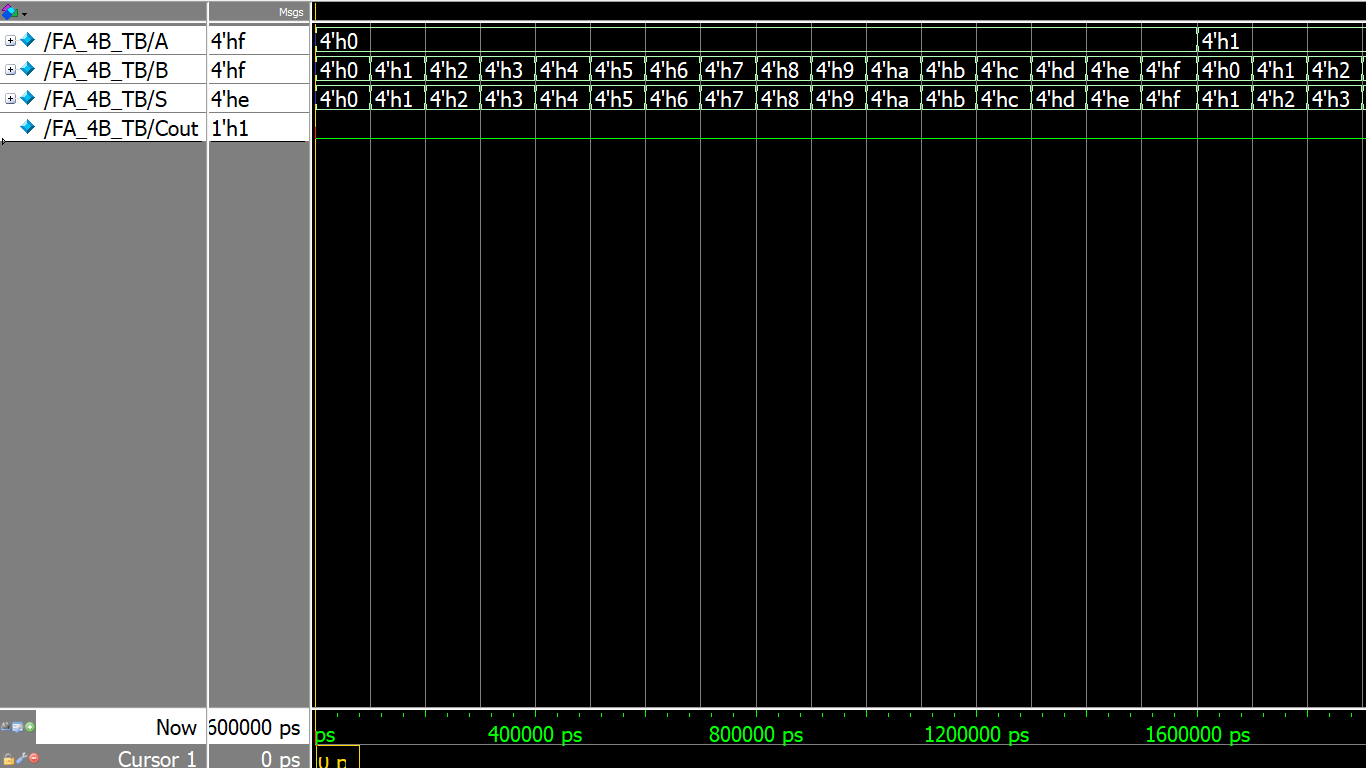 Msgs
/FA_4B_TB/A 4'hf 4'h0 4'h1
/FA_4B_TB/B 4'hf 4'h0 4'h1 4'h2 4'h3 4'h4 4'h5 4'h6 4'h7 4'h8 4'h9 4'ha 4'hb 4'hc 4'hd 4'he 4'hf 4'h0 4'h1 4'h2
/FA_4B_TB/S 4'he 4'h0 4'h1 4'h2 4'h3 4'h4 4'h5 4'h6 4'h7 4'h8 4'h9 4'ha 4'hb 4'hc 4'hd 4'he 4'hf 4'h1 4'h2 4'h3
/FA_4B_TB/Cout 1'h1
Now 600000 ps ps 400000 ps 800000 ps 1200000 ps 1600000 ps
Cursor 1 0 ps